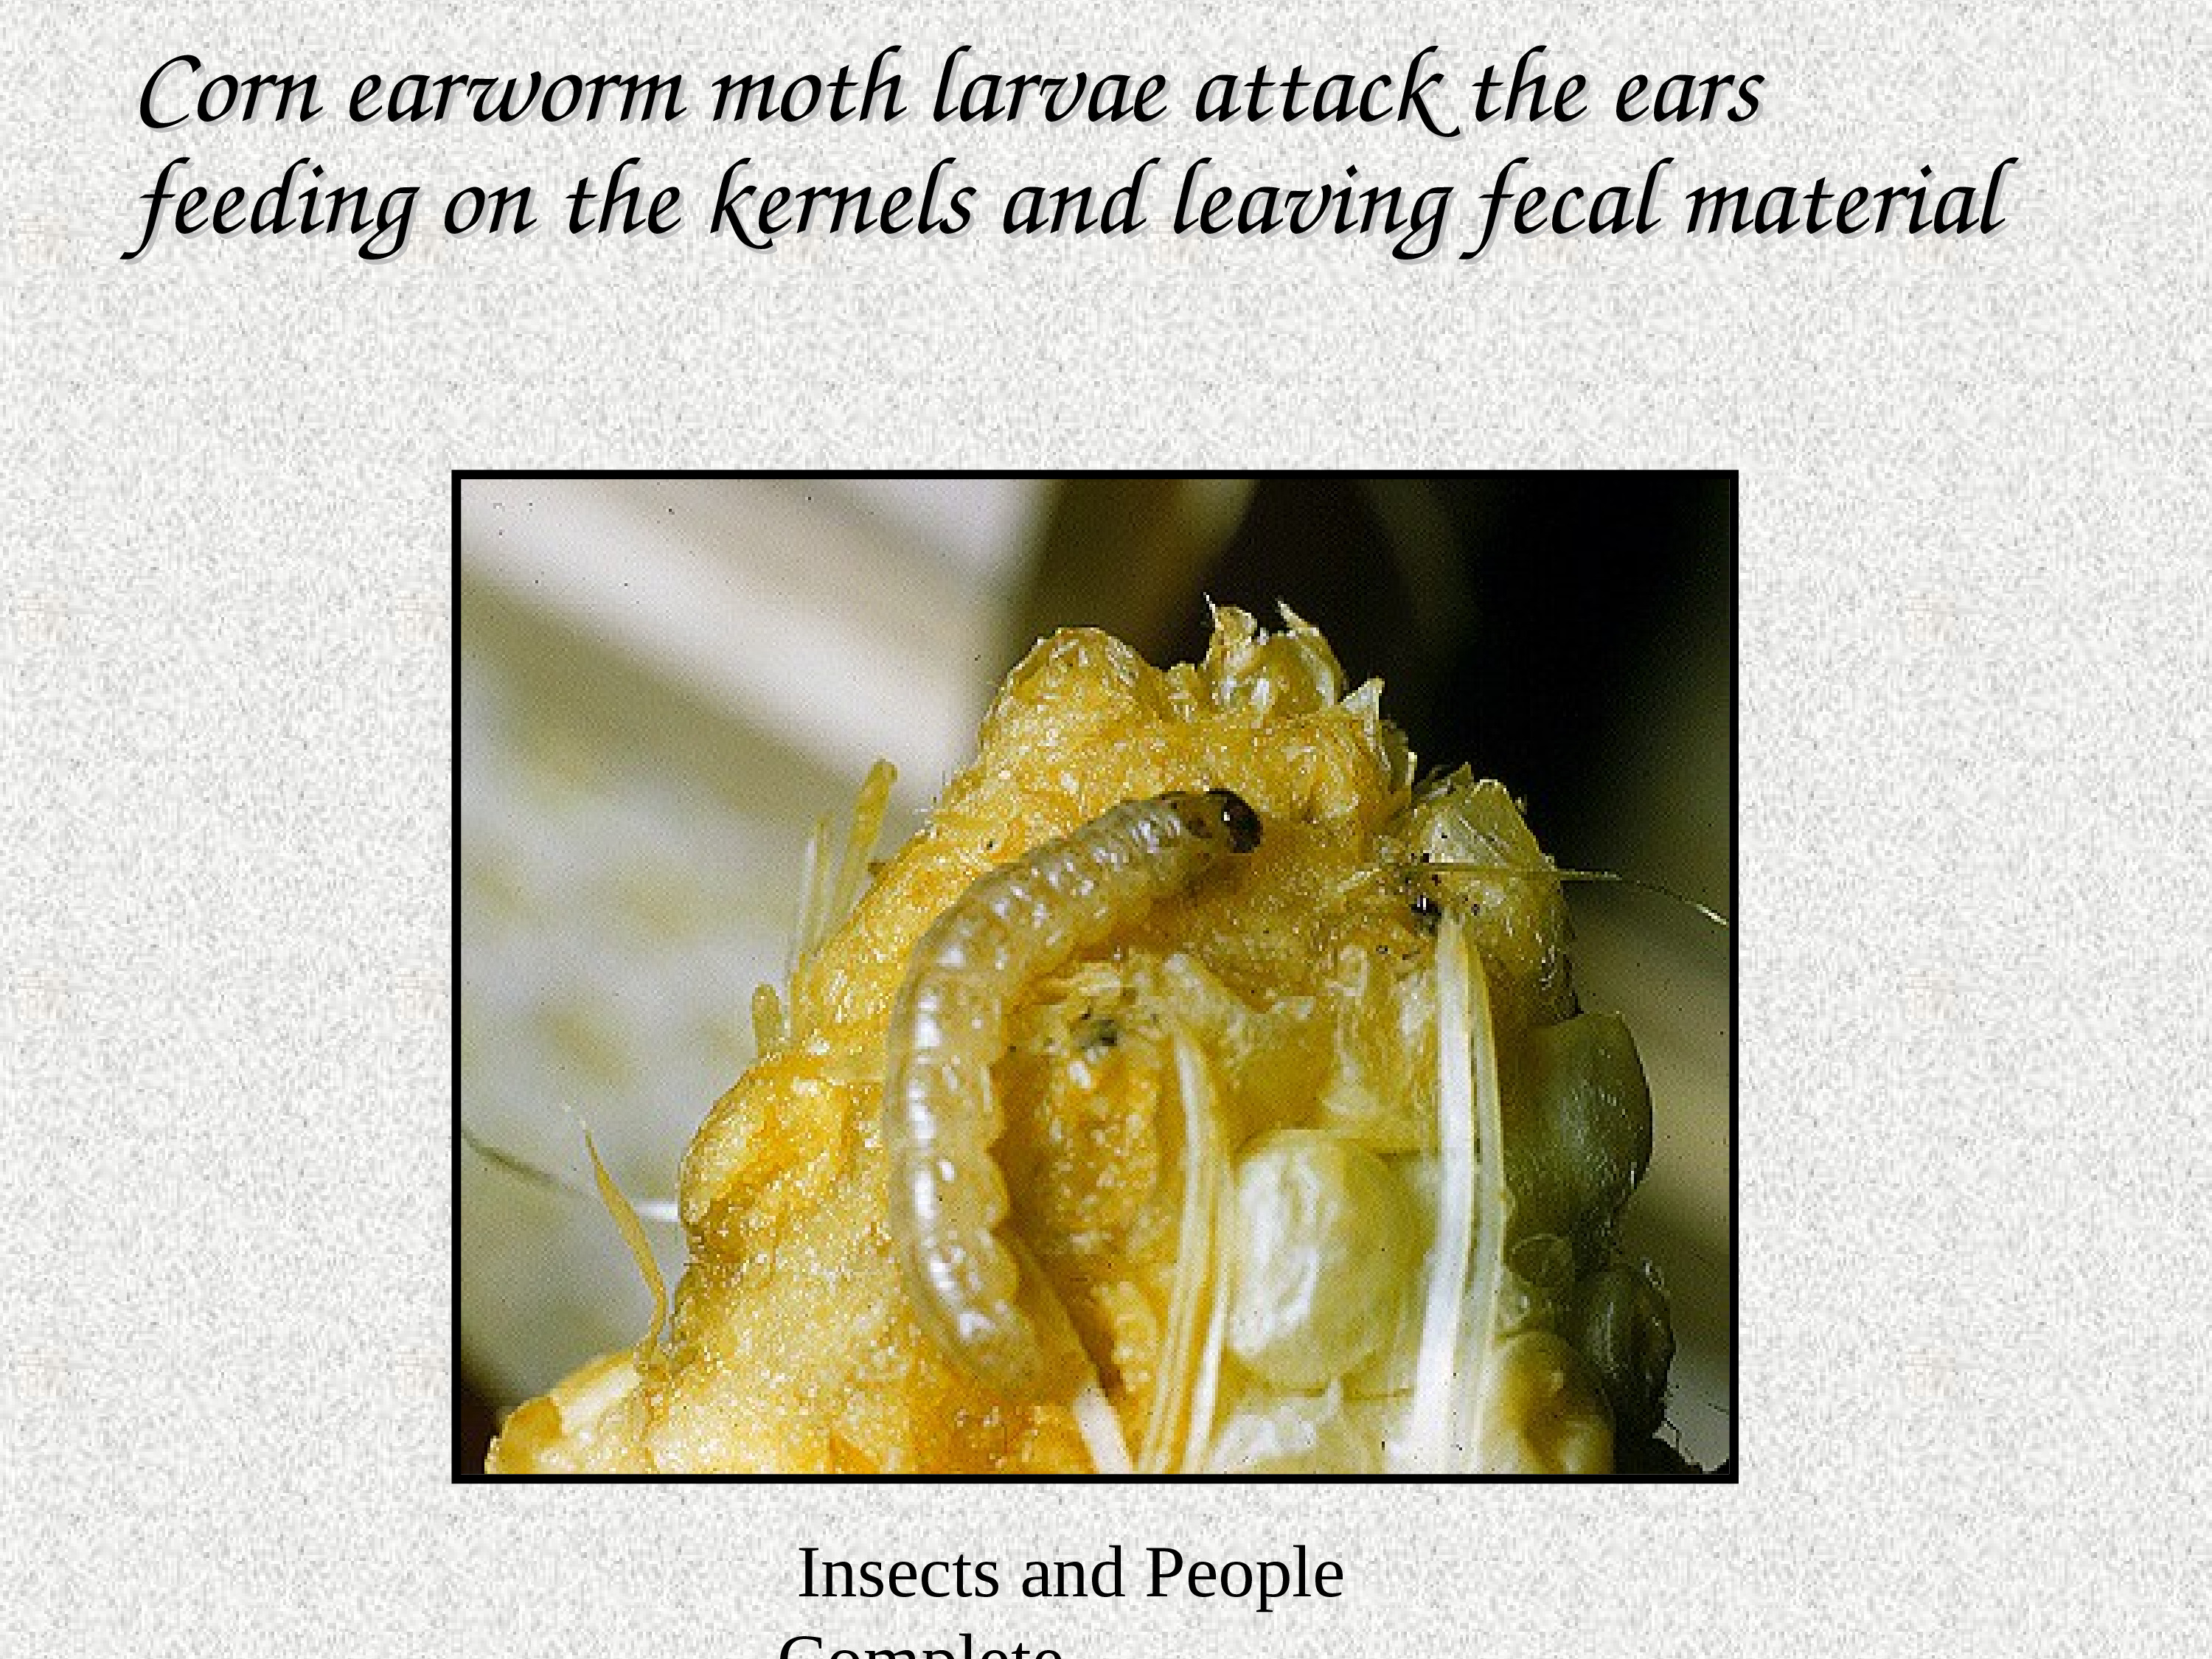 Corn earworm moth larvae attack the ears
feeding on the kernels and leaving fecal material
Insects and People
Complete